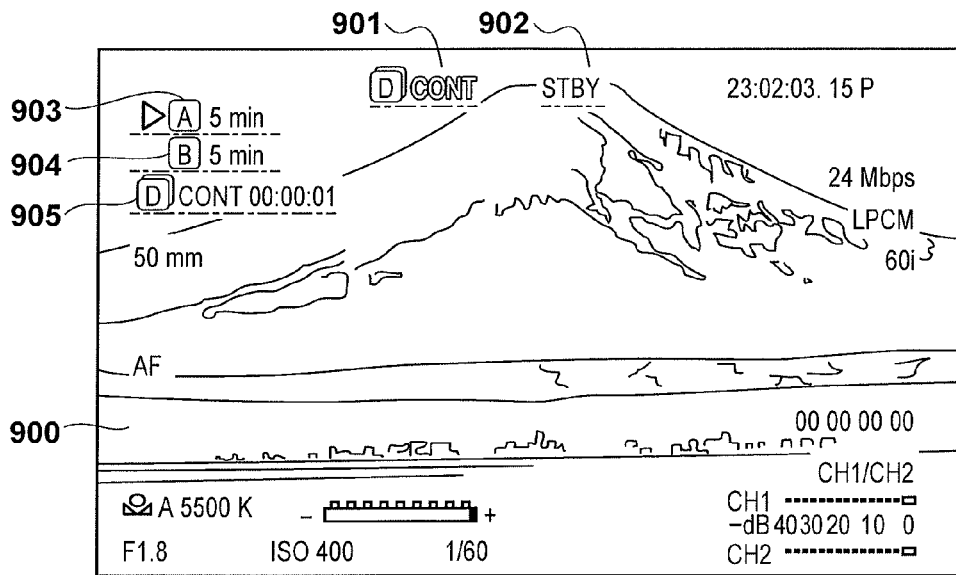 901 902
D CONT STBY 23:02:03. 15 P
903 A 5 min
904 B 5 min
905 D CONT 00:00:01
24 Mbps
LPCM
60i
50 mm
AF
900
00 00 00 00
CH1/CH2
A 5500 K - +
CH1
-dB 40 30 20 10 0
F1.8 ISO 400 1/60
CH2